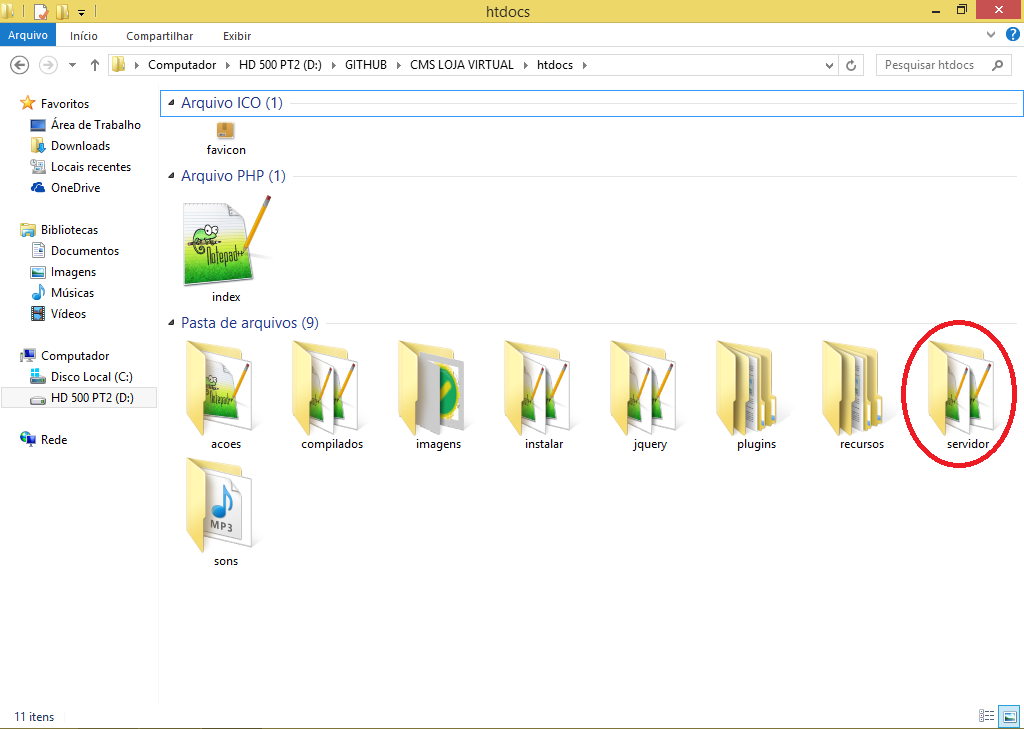 htdocs
Arquivo Início Compartilhar Exibir
Computador HD 500 PT2 (D:) GITHUB CMS LOJA VIRTUAL htdocs Pesquisar htdocs
Favoritos
Área de Trabalho
Downloads
Locais recentes
OneDrive
Bibliotecas
Documentos
Imagens
Músicas
Vídeos
Computador
Disco Local (C:)
HD 500 PT2 (D:)
Rede
Arquivo ICO (1)
favicon
Arquivo PHP (1)
Notepad++
index
Pasta de arquivos (9)
acoes compilados imagens instalar jquery plugins recursos servidor
MP3
sons
11 itens